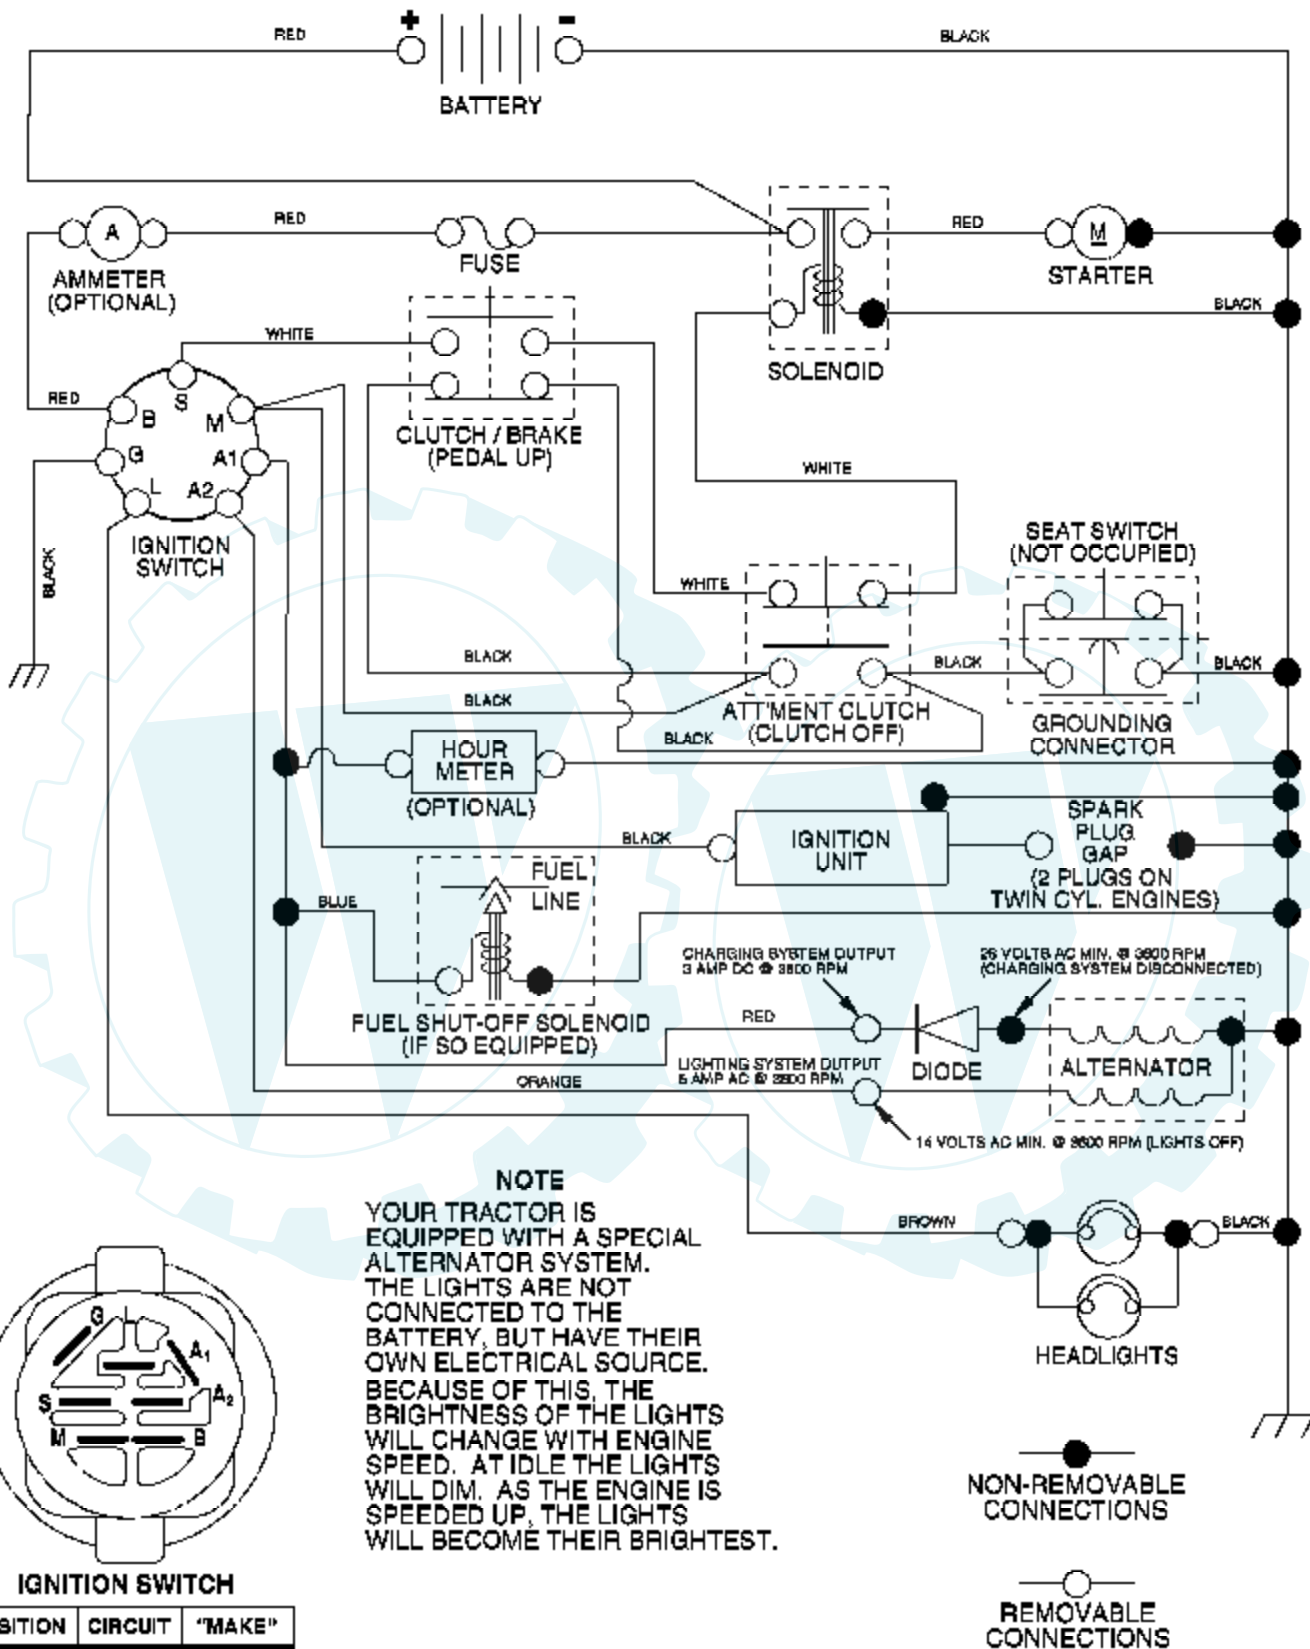 + -
RED
BLACK
BATTERY
A
RED
RED
M
AMMETER
(OPTIONAL)
FUSE
STARTER
WHITE
BLACK
SOLENOID
RED
S
B
M
G
A1
L
A2
CLUTCH / BRAKE
(PEDAL UP)
WHITE
IGNITION
SWITCH
BLACK
SEAT SWITCH
(NOT OCCUPIED)
WHITE
BLACK
BLACK
BLACK
BLACK
BLACK
ATT'MENT CLUTCH
(CLUTCH OFF)
GROUNDING
CONNECTOR
HOUR
METER
(OPTIONAL)
BLACK
IGNITION
UNIT
SPARK
PLUG
GAP
(2 PLUGS ON
TWIN CYL. ENGINES)
FUEL
LINE
BLUE
CHARGING SYSTEM OUTPUT
3 AMP DC @ 3600 RPM
28 VOLTS AC MIN. @ 3600 RPM
(CHARGING SYSTEM DISCONNECTED)
FUEL SHUT-OFF SOLENOID
(IF SO EQUIPPED)
RED
DIODE
ALTERNATOR
LIGHTING SYSTEM OUTPUT
5 AMP AC @ 3600 RPM
ORANGE
14 VOLTS AC MIN. @ 3600 RPM (LIGHTS OFF)
NOTE
YOUR TRACTOR IS
EQUIPPED WITH A SPECIAL
ALTERNATOR SYSTEM.
THE LIGHTS ARE NOT
CONNECTED TO THE
BATTERY, BUT HAVE THEIR
OWN ELECTRICAL SOURCE.
BECAUSE OF THIS, THE
BRIGHTNESS OF THE LIGHTS
WILL CHANGE WITH ENGINE
SPEED. AT IDLE THE LIGHTS
WILL DIM. AS THE ENGINE IS
SPEEDED UP, THE LIGHTS
WILL BECOME THEIR BRIGHTEST.
BROWN
BLACK
HEADLIGHTS
G
L
A1
A2
S
M
B
IGNITION SWITCH
SITION CIRCUIT "MAKE"
NON-REMOVABLE
CONNECTIONS
REMOVABLE
CONNECTIONS